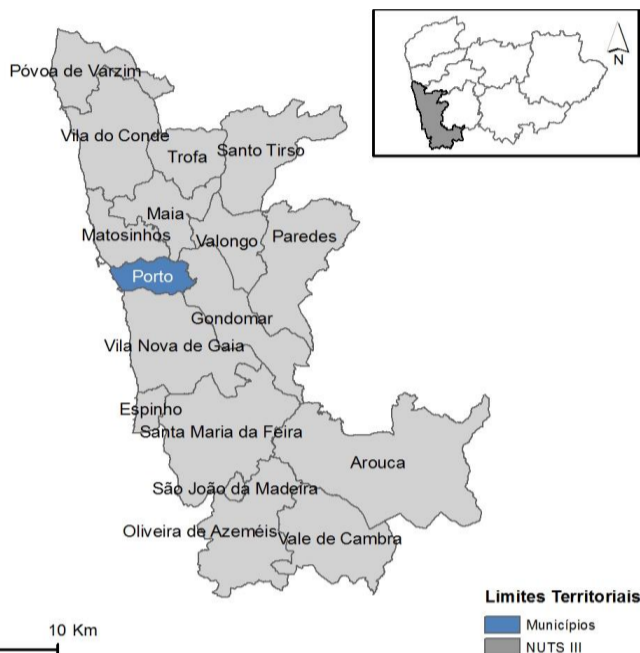 Póvoa de Varzim
N
Vila do Conde
Trofa
Santo Tirso
Maia
Matosinhos
Valongo
Paredes
Porto
Gondomar
Vila Nova de Gaia
Espinho
Santa Maria da Feira
Arouca
São João da Madeira
Oliveira de Azeméis
Vale de Cambra
Limites Territoriais
10 Km
Municípios
NUTS III